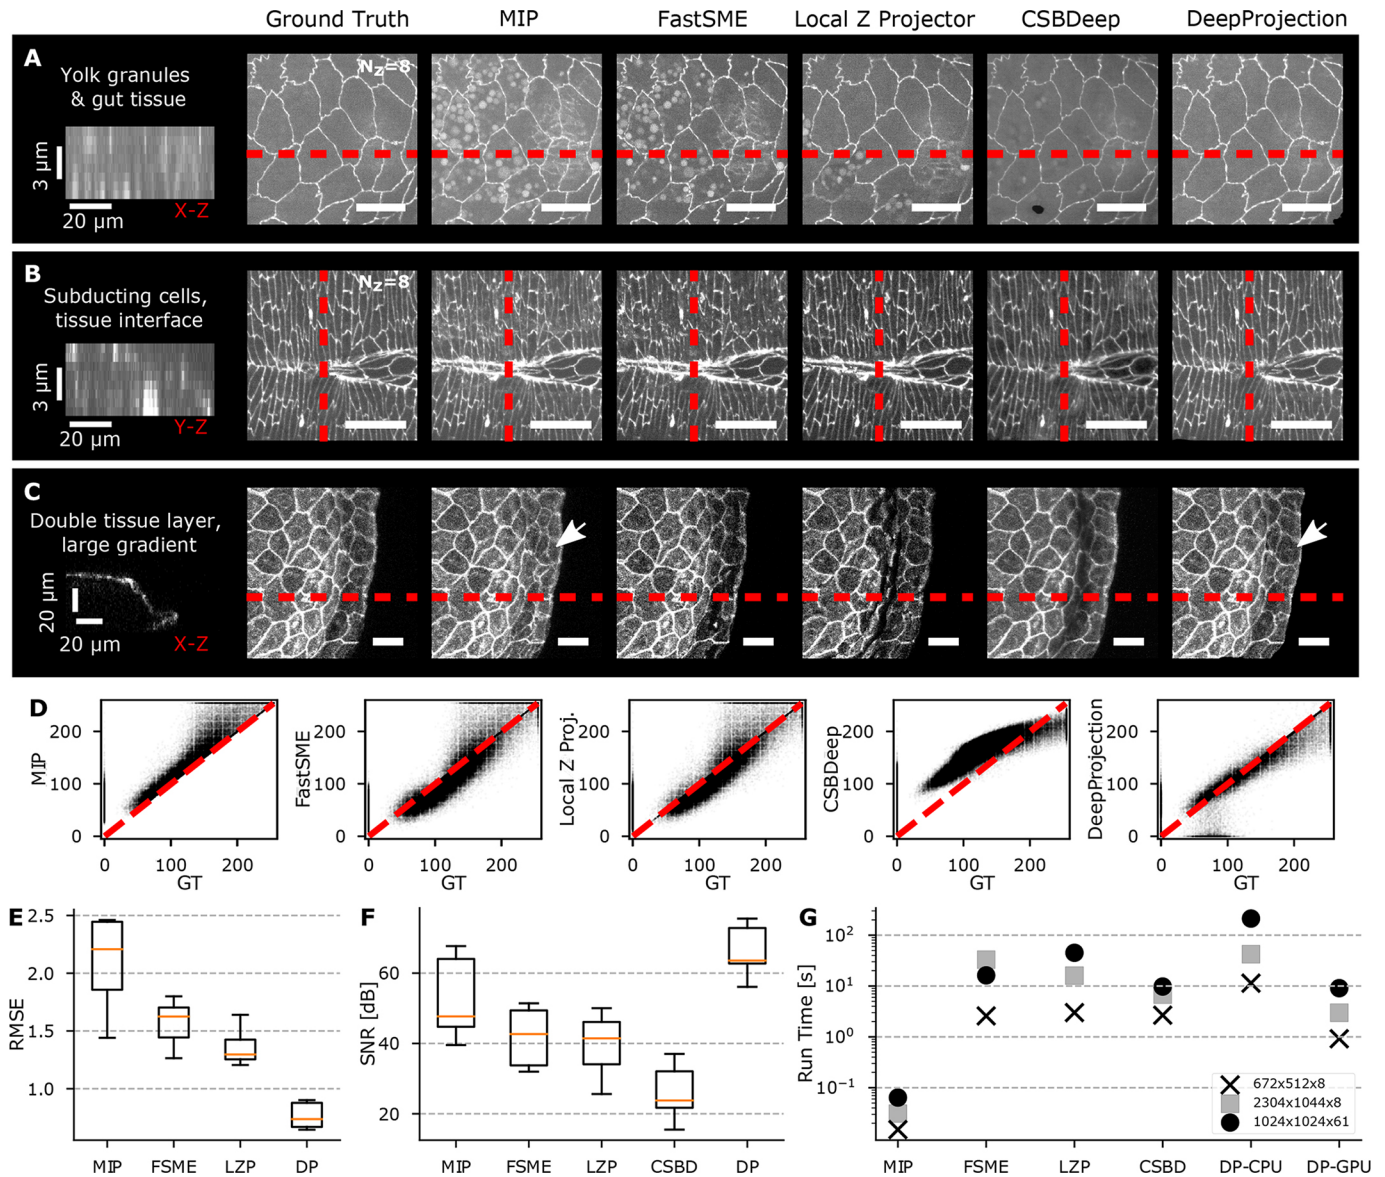 Ground Truth MIP FastSME Local Z Projector CSBDeep DeepProjection
A
Yolk granules
& gut tissue
3 µm
20 µm
X-Z
Nz=8
B
Subducting cells,
tissue interface
3 µm
20 µm
Y-Z
Nz=8
C
Double tissue layer,
large gradient
20 µm
20 µm
X-Z
D
MIP
200
100
0
0 100 200
GT
FastSME
200
100
0
0 100 200
GT
Local Z Proj.
200
100
0
0 100 200
GT
CSBDeep
200
100
0
0 100 200
GT
DeepProjection
200
100
0
0 100 200
GT
E
RMSE
2.5
2.0
1.5
1.0
MIP FSME LZP DP
F
SNR [dB]
60
40
20
MIP FSME LZP CSBD DP
G
Run Time [s]
10²
10¹
10⁰
10⁻¹
672x512x8
2304x1044x8
1024x1024x61
MIP FSME LZP CSBD DP-CPU DP-GPU